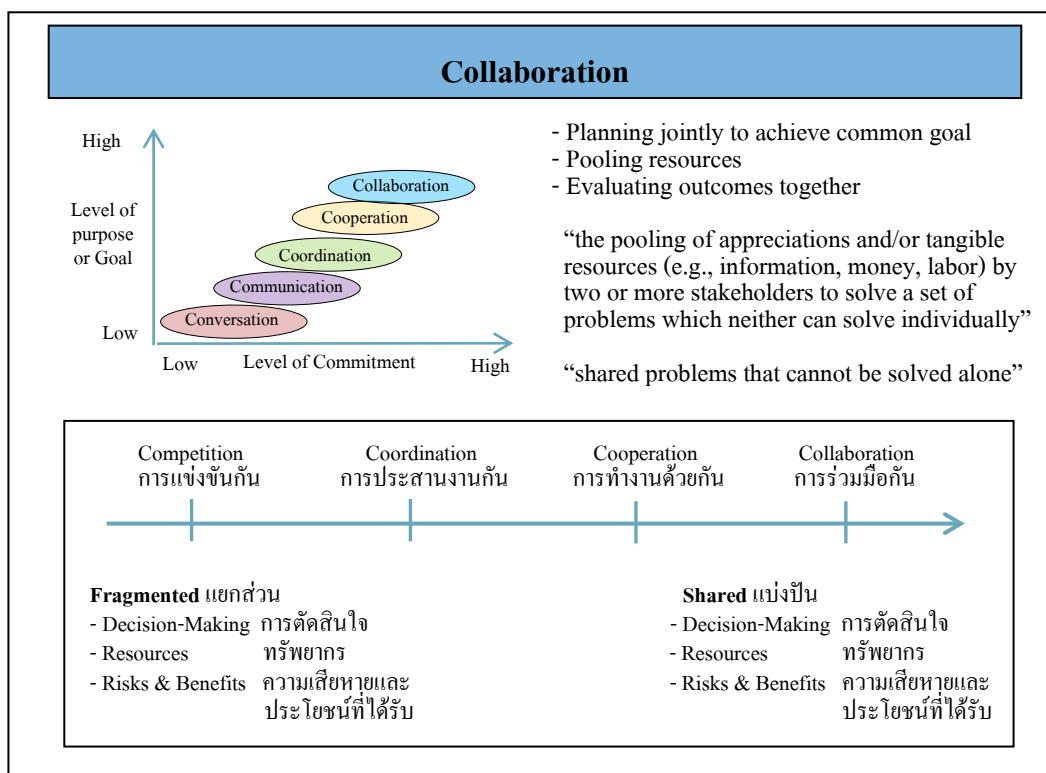 Collaboration
High
Level of
purpose
or Goal
Low
Collaboration
Cooperation
Coordination
Communication
Conversation
Low
Level of Commitment
High
- Planning jointly to achieve common goal
- Pooling resources
- Evaluating outcomes together
“the pooling of appreciations and/or tangible
resources (e.g., information, money, labor) by
two or more stakeholders to solve a set of
problems which neither can solve individually”
“shared problems that cannot be solved alone”
Competition
การแข่งขันกัน
Coordination
การประสานงานกัน
Cooperation
การทำงานด้วยกัน
Collaboration
การร่วมมือกัน
Fragmented แยกส่วน
- Decision-Making การตัดสินใจ
- Resources ทรัพยากร
- Risks & Benefits ความเสียหายและ
ประโยชน์ที่ได้รับ
Shared แบ่งปัน
- Decision-Making การตัดสินใจ
- Resources ทรัพยากร
- Risks & Benefits ความเสียหายและ
ประโยชน์ที่ได้รับ